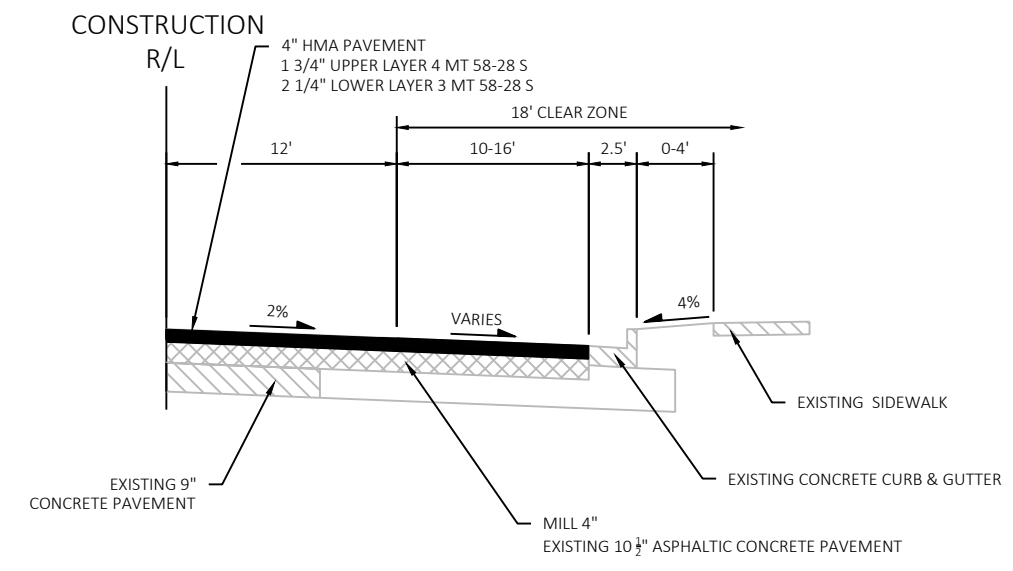 CONSTRUCTION
R/L
4" HMA PAVEMENT
1 3/4" UPPER LAYER 4 MT 58-28 S
2 1/4" LOWER LAYER 3 MT 58-28 S
18' CLEAR ZONE
12'
10-16'
2.5'
0-4'
2%
VARIES
4%
EXISTING SIDEWALK
EXISTING CONCRETE CURB & GUTTER
EXISTING 9"
CONCRETE PAVEMENT
MILL 4"
EXISTING 10 ½" ASPHALTIC CONCRETE PAVEMENT